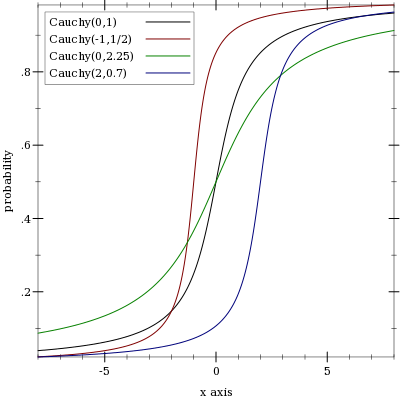 Cauchy(0,1)
Cauchy(-1,1/2)
Cauchy(0,2.25)
Cauchy(2,0.7)
.8
.6
.4
.2
probability
-5 0 5
x axis